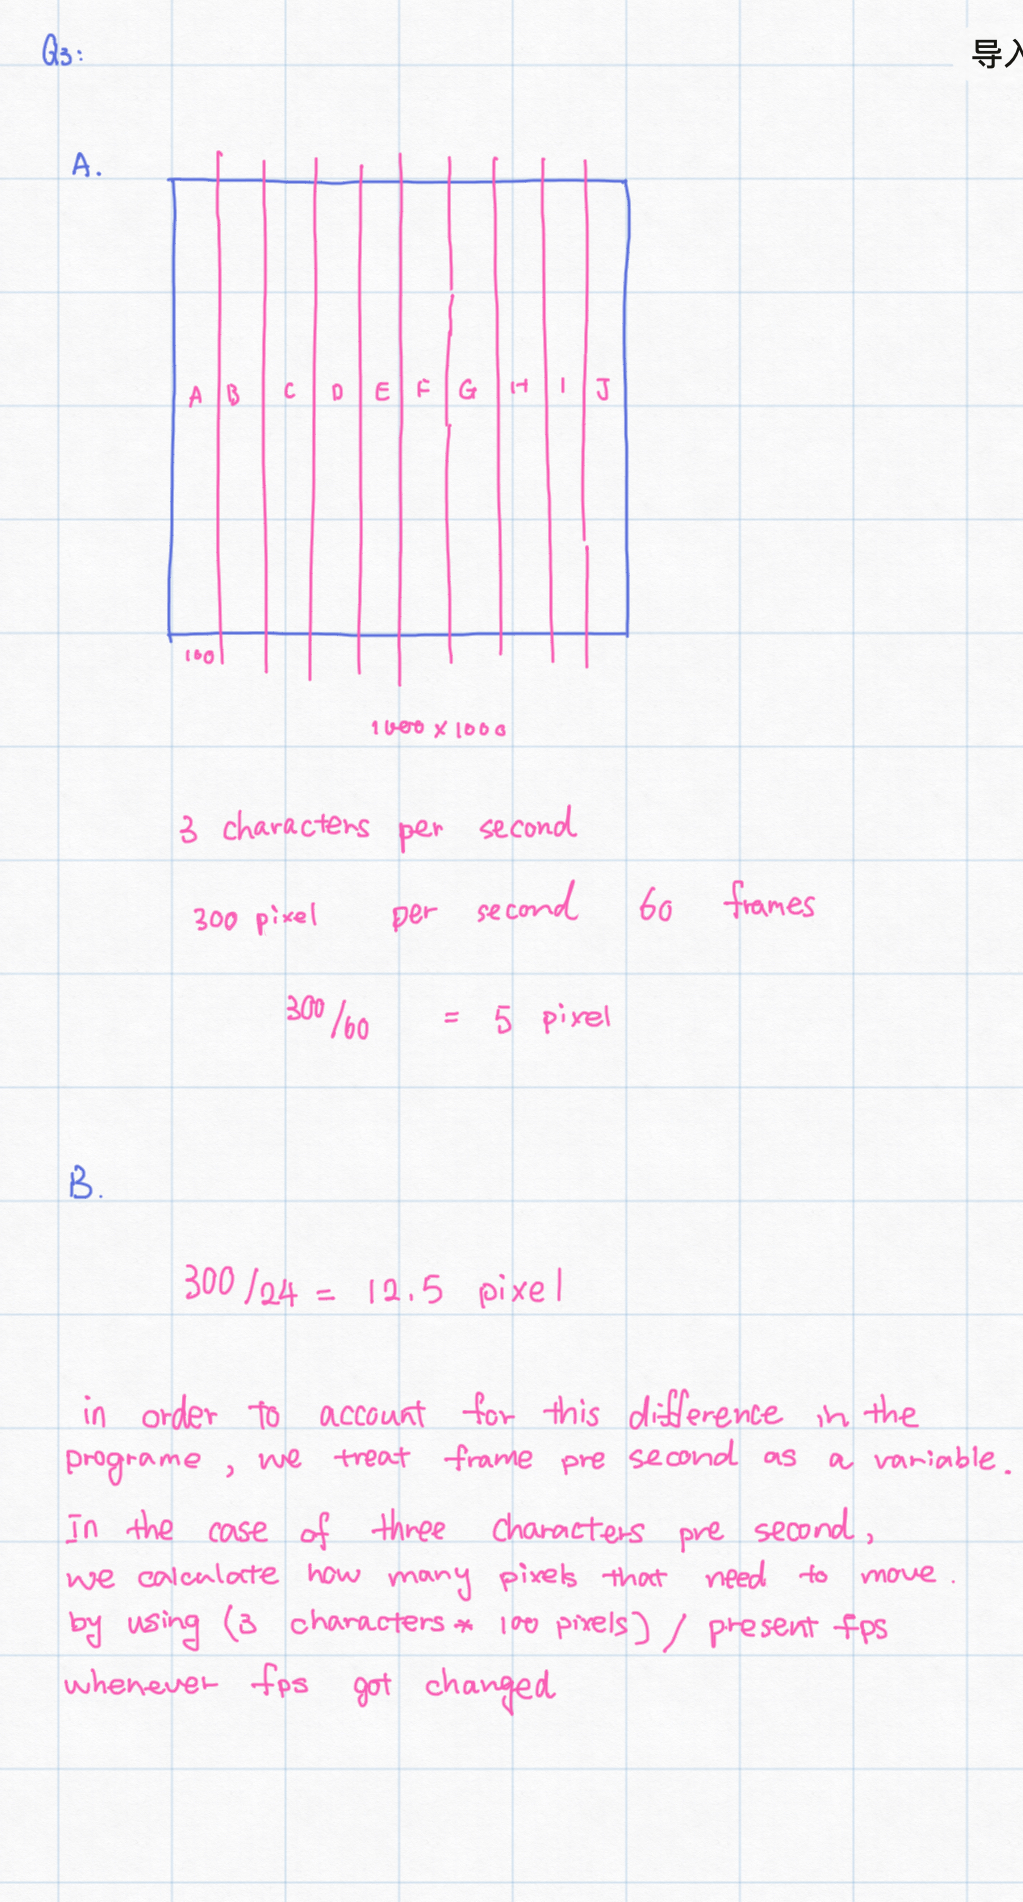 Q3:
导入
A.
A B C D E F G H I J
100
1000 x 1000
3 characters per second
300 pixel per second 60 frames
300/60 = 5 pixel
B.
300/24 = 12.5 pixel
in order to account for this difference in the
programe, we treat frame pre second as a variable.
In the case of three characters pre second,
we calculate how many pixels that need to move.
by using (3 characters * 100 pixels) / present fps
whenever fps got changed